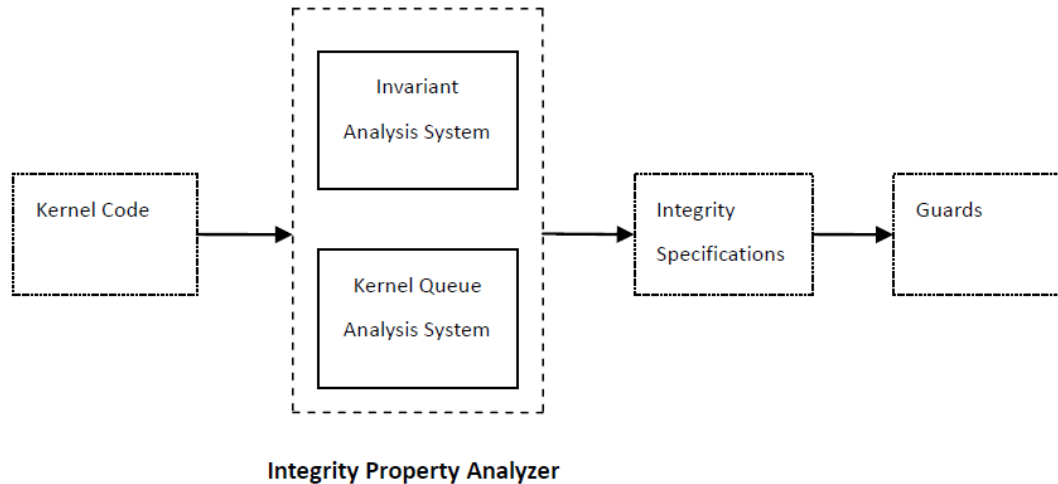 Kernel Code
Invariant
Analysis System
Kernel Queue
Analysis System
Integrity
Specifications
Guards
Integrity Property Analyzer